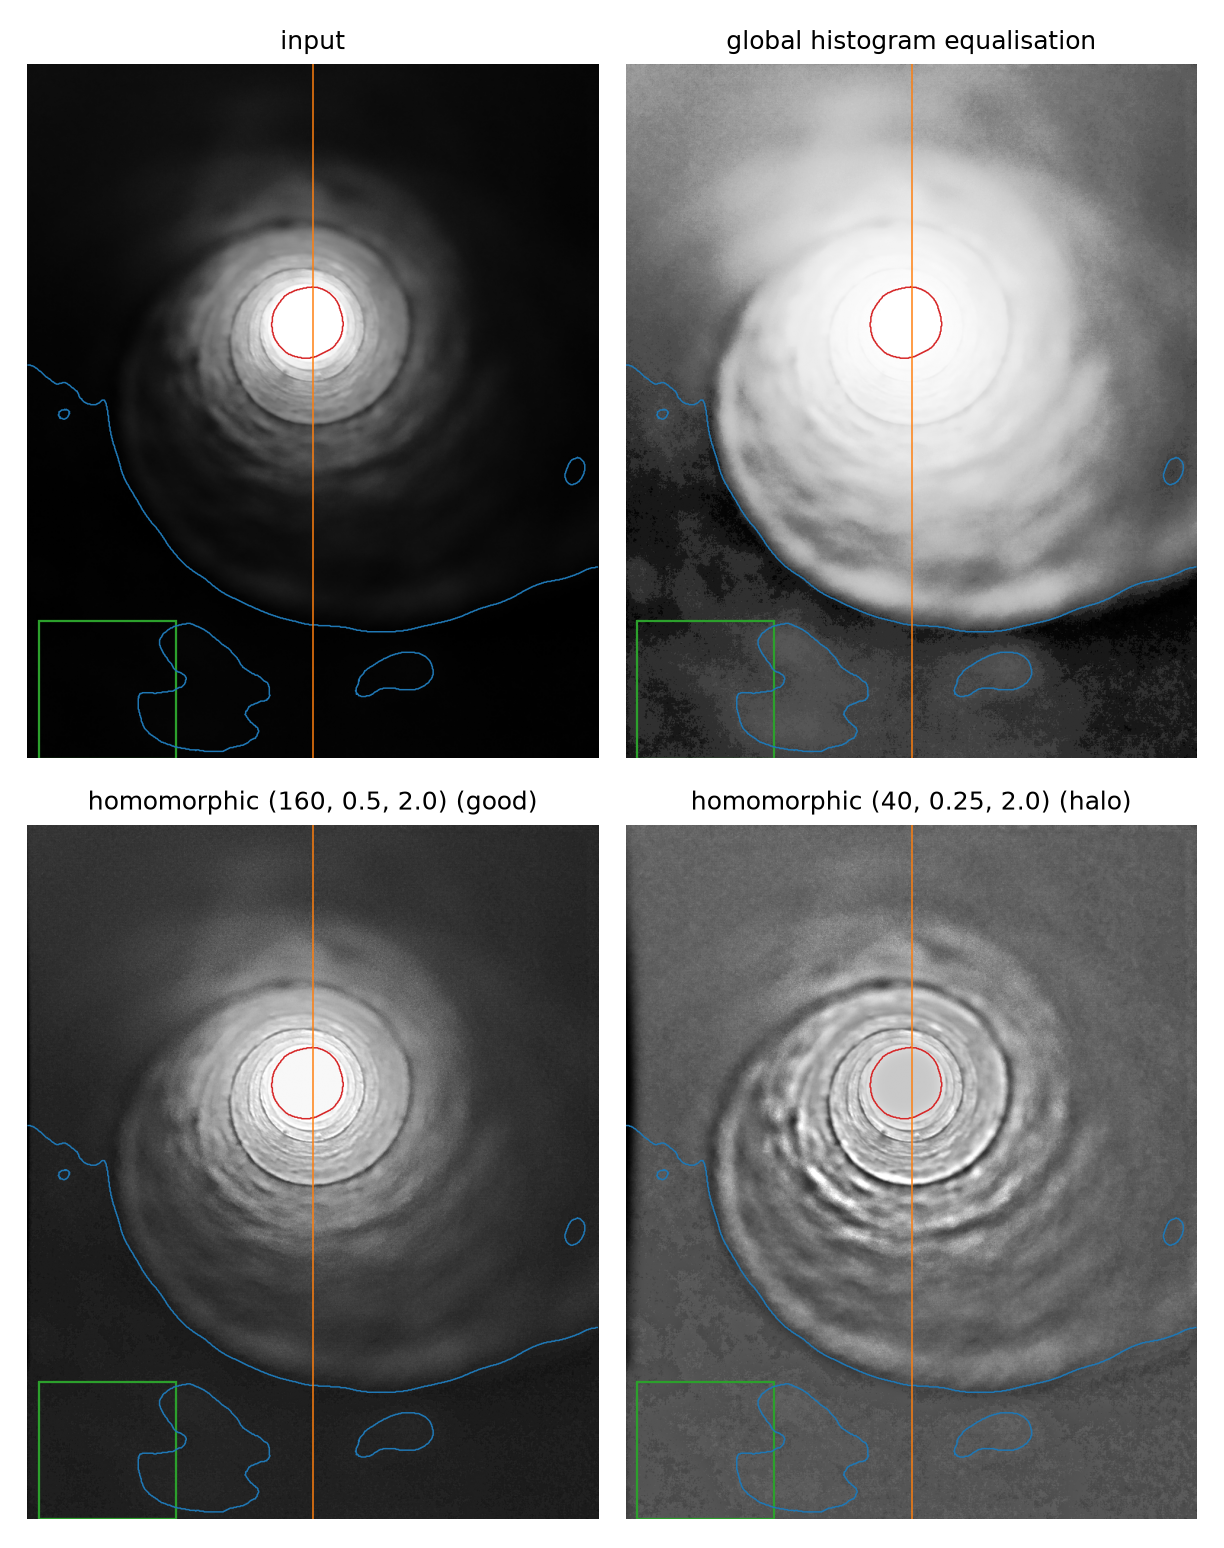 input
global histogram equalisation
homomorphic (160, 0.5, 2.0) (good)
homomorphic (40, 0.25, 2.0) (halo)